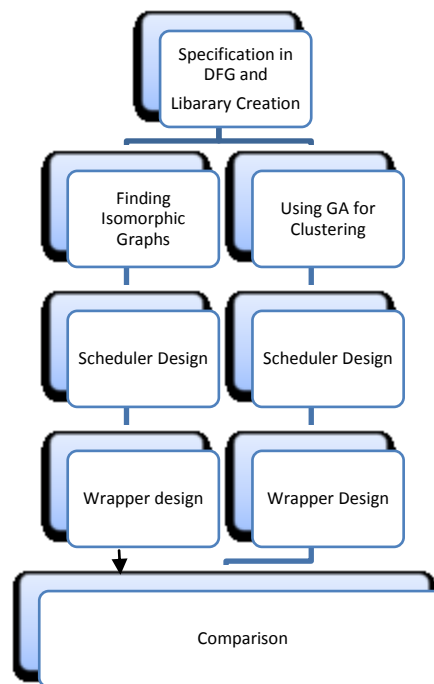 Specification in
DFG and
Libarary Creation
Finding
Isomorphic
Graphs
Using GA for
Clustering
Scheduler Design
Scheduler Design
Wrapper design
Wrapper Design
Comparison